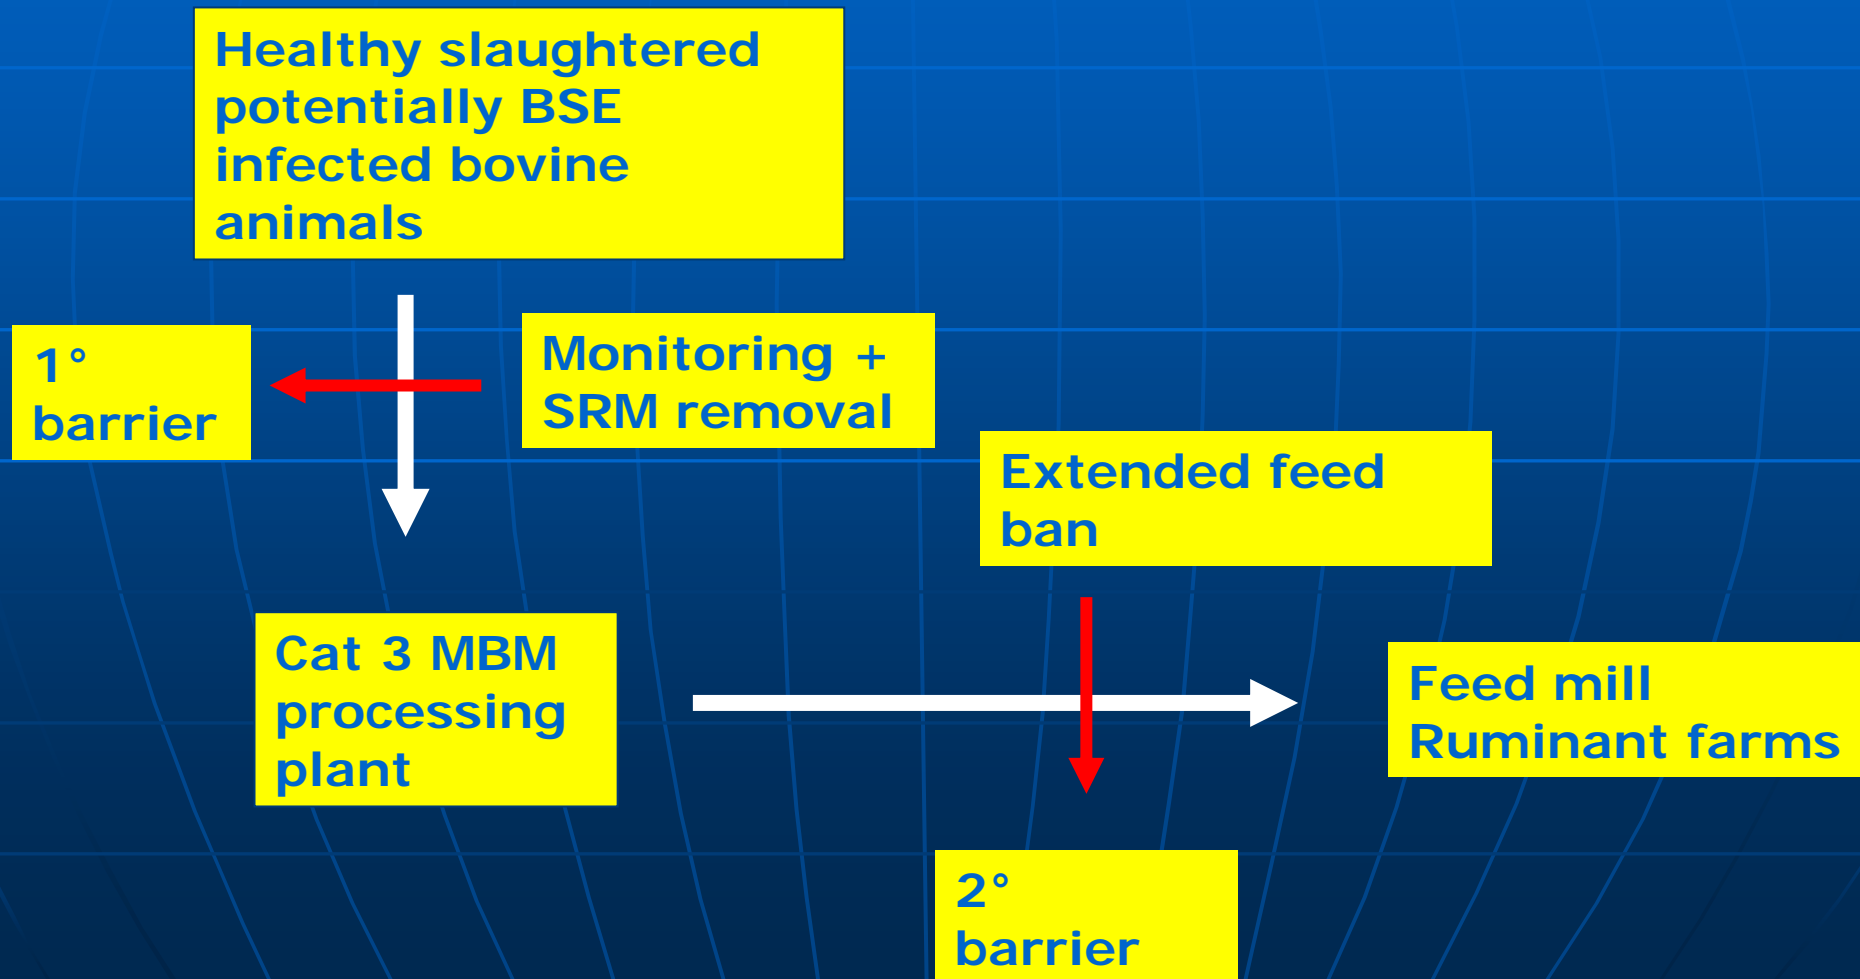 Healthy slaughtered
potentially BSE
infected bovine
animals
1°
barrier
Monitoring +
SRM removal
Extended feed
ban
Cat 3 MBM
processing
plant
Feed mill
Ruminant farms
2°
barrier